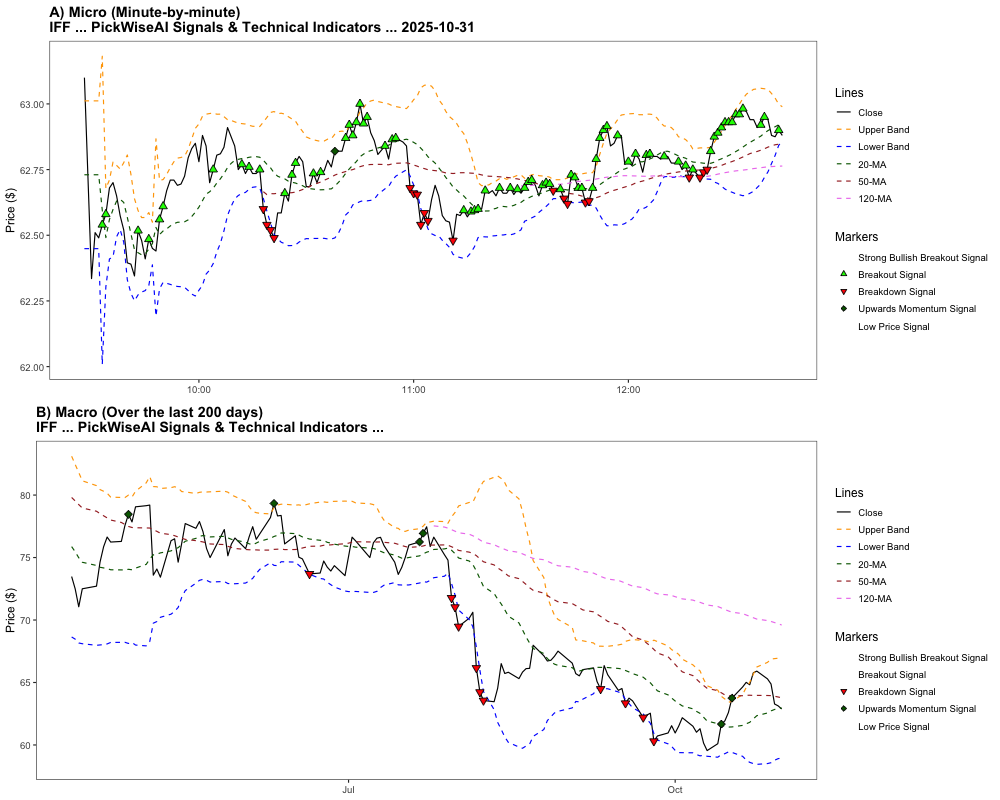 A) Micro (Minute-by-minute)
IFF ... PickWiseAI Signals & Technical Indicators ... 2025-10-31
Price ($)
63.00
62.75
62.50
62.25
62.00
10:00
11:00
12:00
Lines
Close
Upper Band
Lower Band
20-MA
50-MA
120-MA
Markers
Strong Bullish Breakout Signal
Breakout Signal
Breakdown Signal
Upwards Momentum Signal
Low Price Signal
B) Macro (Over the last 200 days)
IFF ... PickWiseAI Signals & Technical Indicators ...
Price ($)
80
75
70
65
60
Jul
Oct
Lines
Close
Upper Band
Lower Band
20-MA
50-MA
120-MA
Markers
Strong Bullish Breakout Signal
Breakout Signal
Breakdown Signal
Upwards Momentum Signal
Low Price Signal